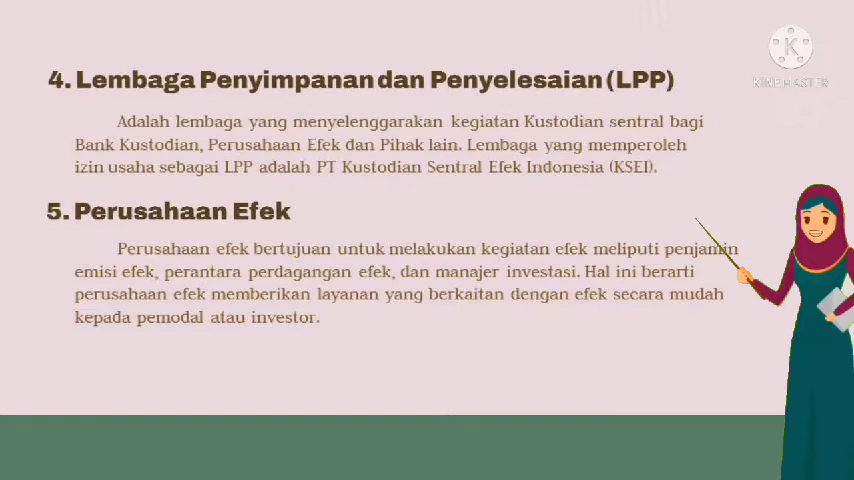 4. Lembaga Penyimpanan dan Penyelesaian (LPP)
Adalah lembaga yang menyelenggarakan kegiatan Kustodian sentral bagi
Bank Kustodian, Perusahaan Efek dan Pihak lain. Lembaga yang memperoleh
izin usaha sebagai LPP adalah PT Kustodian Sentral Efek Indonesia (KSEI).
5. Perusahaan Efek
Perusahaan efek bertujuan untuk melakukan kegiatan efek meliputi penjamin
emisi efek, perantara perdagangan efek, dan manajer investasi. Hal ini berarti
perusahaan efek memberikan layanan yang berkaitan dengan efek secara mudah
kepada pemodal atau investor.
K
KINEMASTER